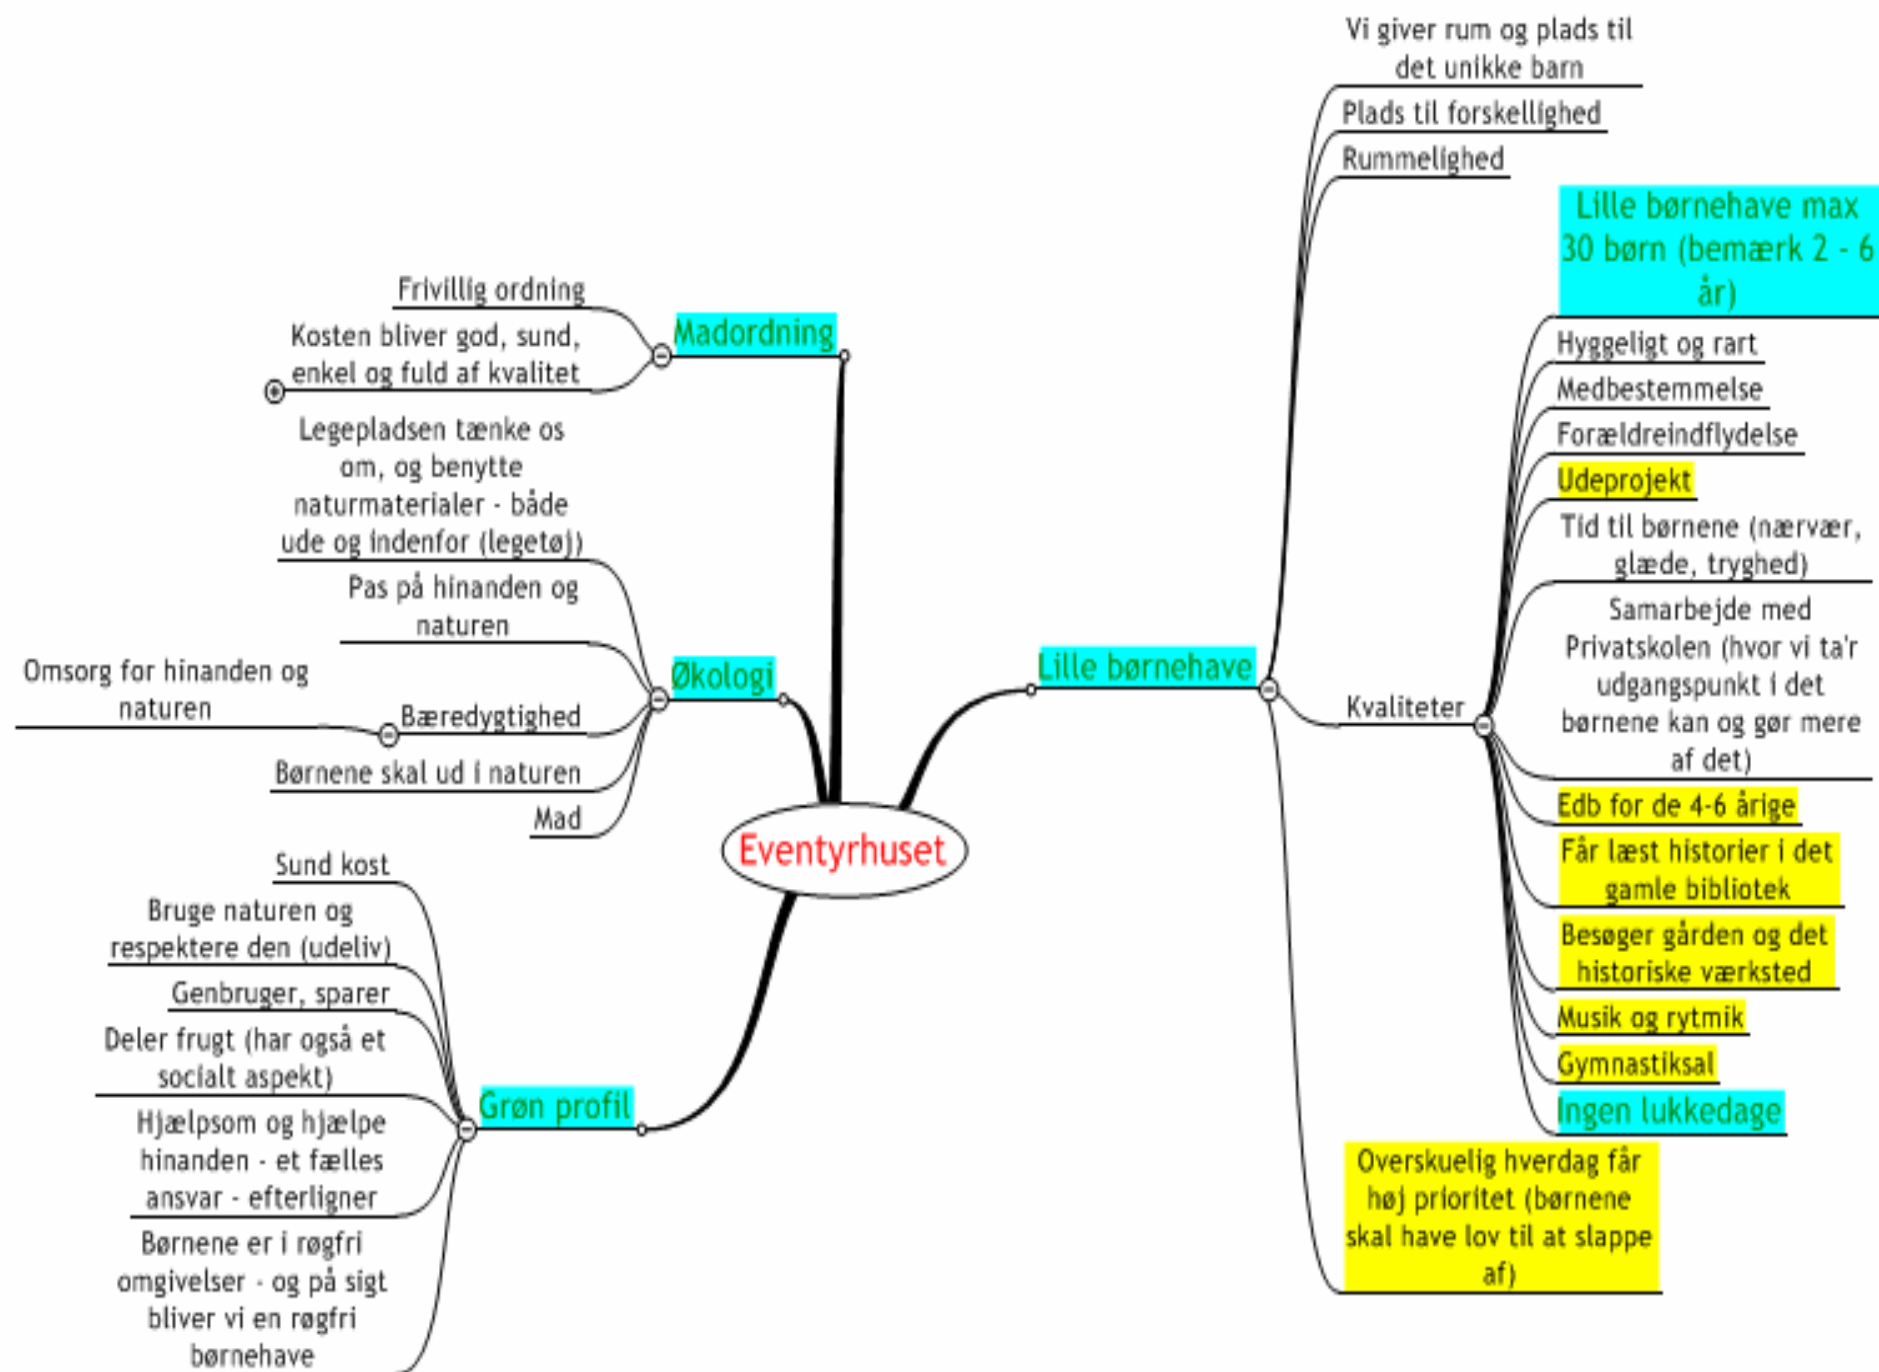 Vi giver rum og plads til
det unikke barn
Plads til forskellighed
Rummelighed
Lille børnehave max
30 børn (bemærk 2 - 6
år)
Hyggeligt og rart
Medbestemmelse
Forældreindflydelse
Udeprojekt
Tid til børnene (nærvær,
glæde, tryghed)
Samarbejde med
Privatskolen (hvor vi ta'r
udgangspunkt i det
børnene kan og gør mere
af det)
Edb for de 4-6 årige
Får læst historier i det
gamle bibliotek
Besøger gården og det
historiske værksted
Musik og rytmik
Gymnastiksal
Ingen lukkedage
Kvaliteter
Overskuelig hverdag får
høj prioritet (børnene
skal have lov til at slappe
af)
Lille børnehave
Eventyrhuset
Madordning
Frivillig ordning
Kosten bliver god, sund,
enkel og fuld af kvalitet
Økologi
Legepladsen tænke os
om, og benytte
naturmaterialer - både
ude og indenfor (legetøj)
Pas på hinanden og
naturen
Bæredygtighed
Omsorg for hinanden og
naturen
Børnene skal ud i naturen
Mad
Grøn profil
Sund kost
Bruge naturen og
respektere den (udeliv)
Genbruger, sparer
Deler frugt (har også et
socialt aspekt)
Hjælpsom og hjælpe
hinanden - et fælles
ansvar - efterligner
Børnene er i røgfri
omgivelser - og på sigt
bliver vi en røgfri
børnehave